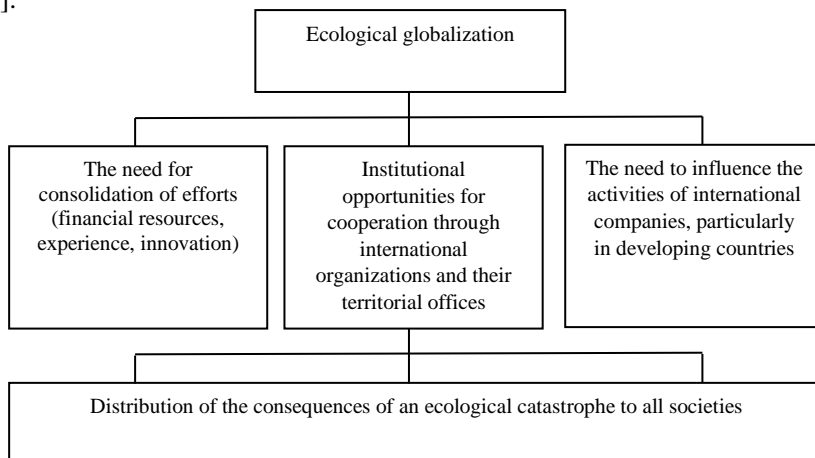 ].
Ecological globalization
The need for
consolidation of efforts
(financial resources,
experience, innovation)
Institutional
opportunities for
cooperation through
international
organizations and their
territorial offices
The need to influence the
activities of international
companies, particularly
in developing countries
Distribution of the consequences of an ecological catastrophe to all societies